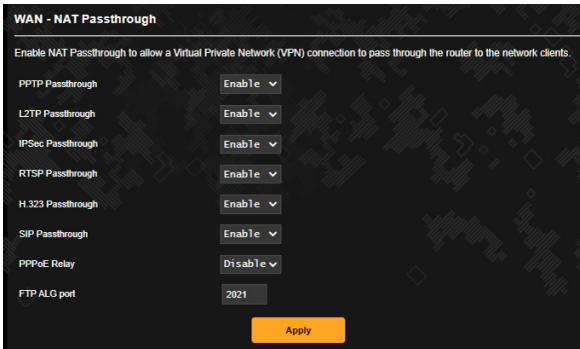 WAN - NAT Passthrough
Enable NAT Passthrough to allow a Virtual Private Network (VPN) connection to pass through the router to the network clients.
PPTP Passthrough Enable
L2TP Passthrough Enable
IPSec Passthrough Enable
RTSP Passthrough Enable
H.323 Passthrough Enable
SIP Passthrough Enable
PPPoE Relay Disable
FTP ALG port 2021
Apply